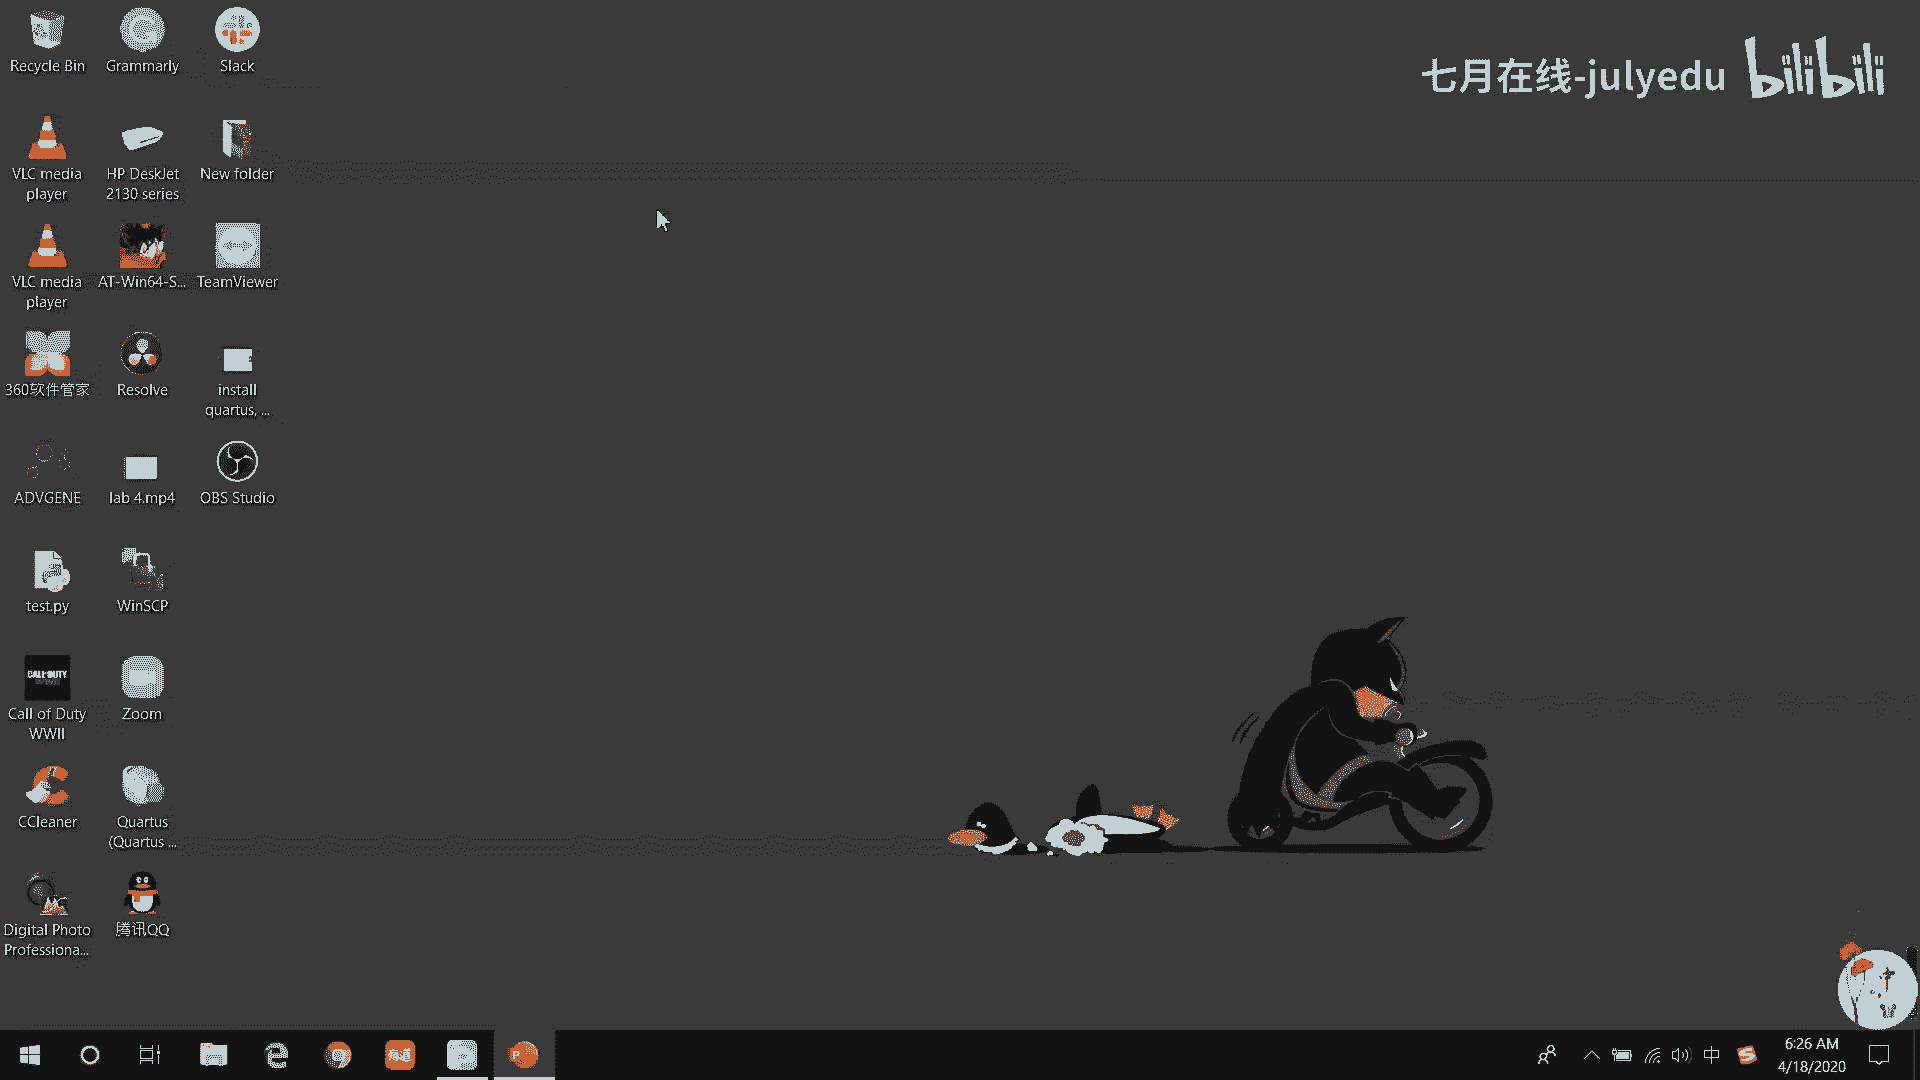 Recycle Bin
Grammarly
Slack
七月在线-julyedu bilibili
VLC media
player
HP DeskJet
2130 series
New folder
VLC media
player
AT-Win64-S...
TeamViewer
360软件管家
Resolve
install
quartus, ...
ADVGENE
lab 4.mp4
OBS Studio
test.py
WinSCP
CALL OF DUTY
Call of Duty
WWII
Zoom
CCleaner
Quartus
(Quartus ...
Digital Photo
Professiona...
腾讯QQ
有道
中
6:26 AM
4/18/2020